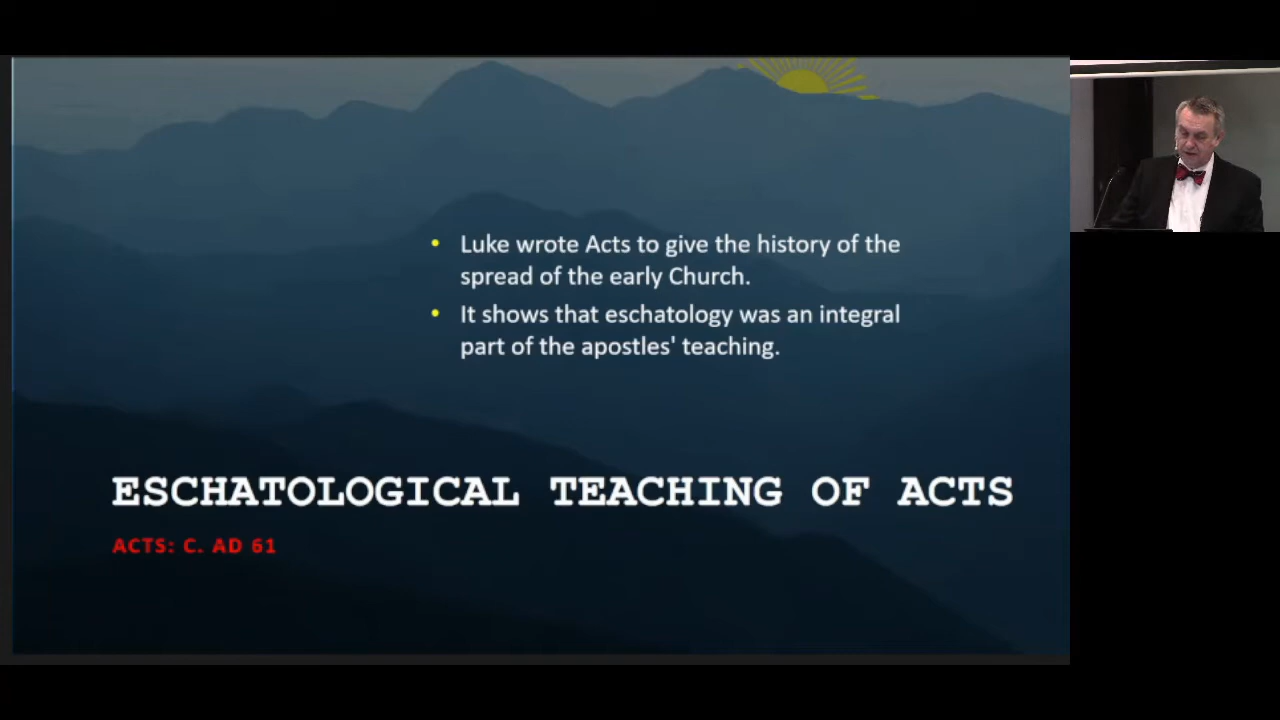 Luke wrote Acts to give the history of the
spread of the early Church.
It shows that eschatology was an integral
part of the apostles' teaching.
ESCHATOLOGICAL TEACHING OF ACTS
ACTS: C. AD 61